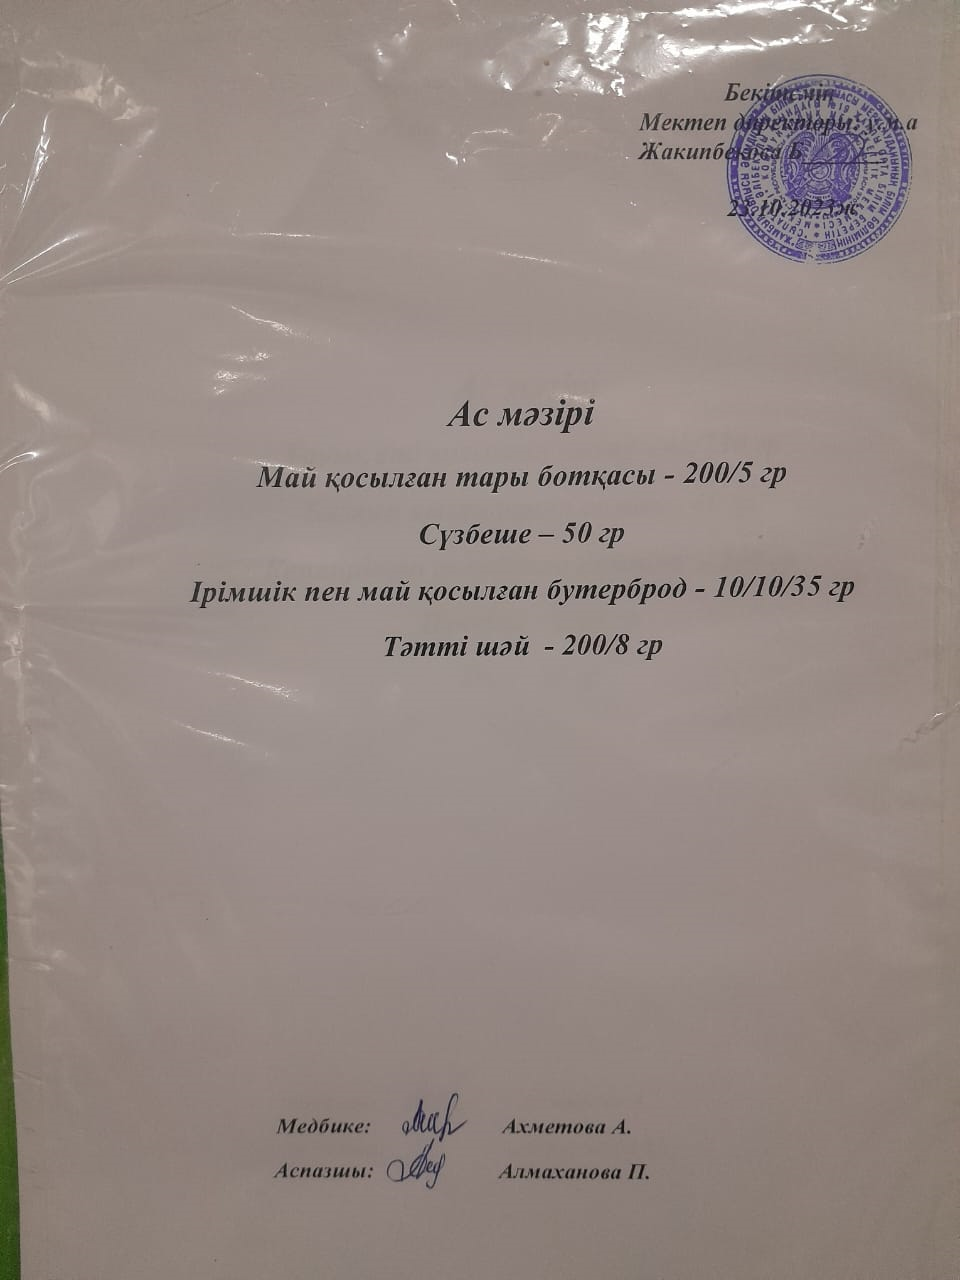 Бекітемін
Мектеп директоры: у.м.а
Жакипбекова Б.
10.2023ж
Ас мәзірі
Май қосылған тары ботқасы - 200/5 гр
Сүзбеше – 50 гр
Ірімшік пен май қосылған бутерброд - 10/10/35 гр
Тәтті шәй - 200/8 гр
Медбике: Ахметова А.
Аспазшы: Алмаханова П.